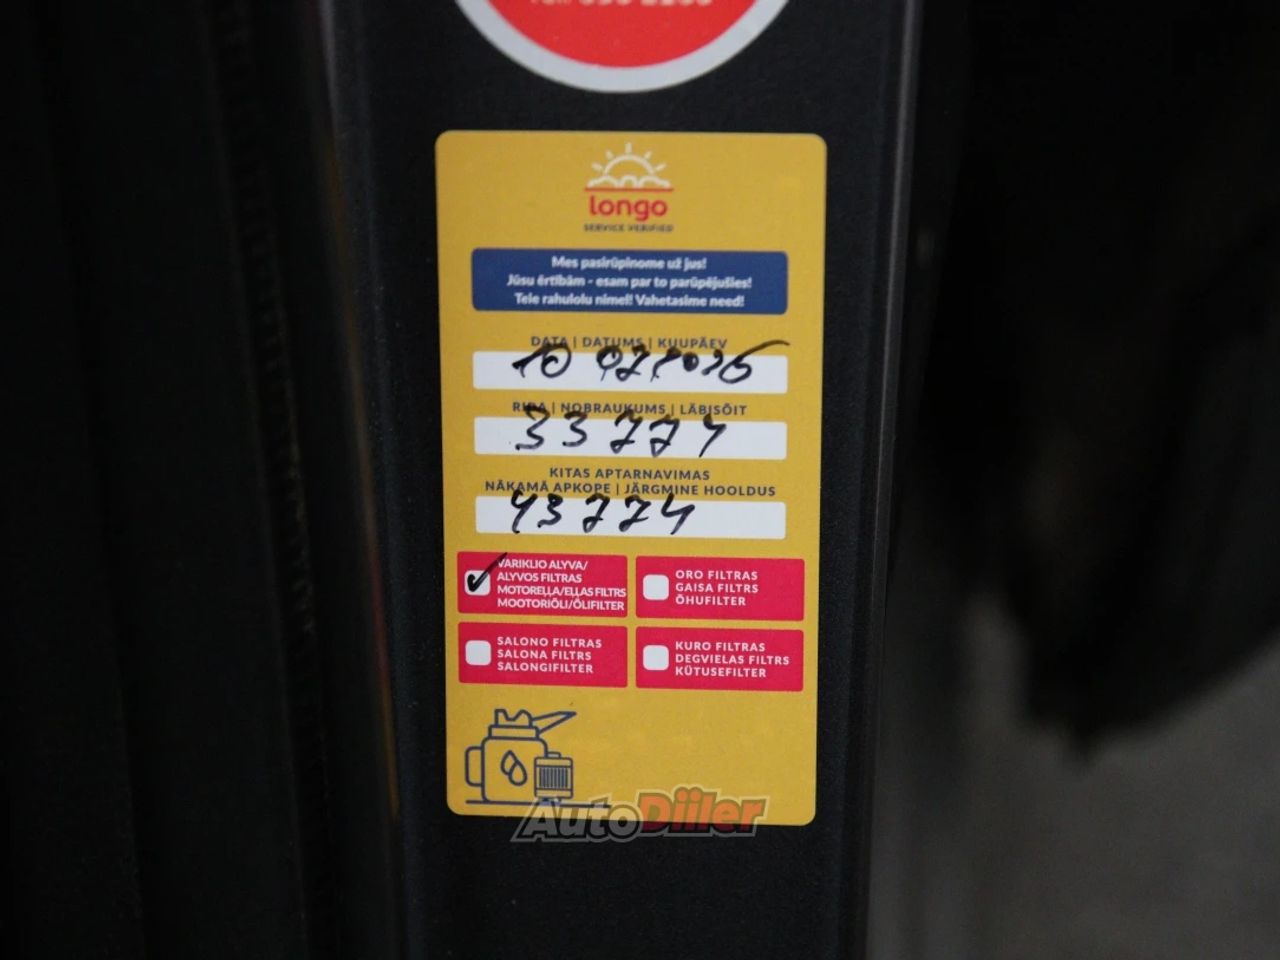 longo
SERVICE VERIFIED
Mes pasirūpinome už jus!
Jūsu ērtībām - esam par to parūpējušies!
Teie rahulolu nimel! Vahetasime need!
DATA | DATUMS | KUUPÄEV
10
RIDA | NOBRAUKUMS | LÄBISÕIT
33774
KITAS APTARNAVIMAS
NĀKAMĀ APKOPE | JÄRGMINE HOOLDUS
43774
VARIKLIO ALYVA/
ALYVOS FILTRAS
MOTOREĻĻA/EĻĻAS FILTRS
MOOTORIÕLI/ÕLIFILTER
ORO FILTRAS
GAISA FILTRS
ÕHUFILTER
SALONO FILTRAS
SALONA FILTRS
SALONGIFILTER
KURO FILTRAS
DEGVIELAS FILTRS
KÜTUSEFILTER
AutoDiiler